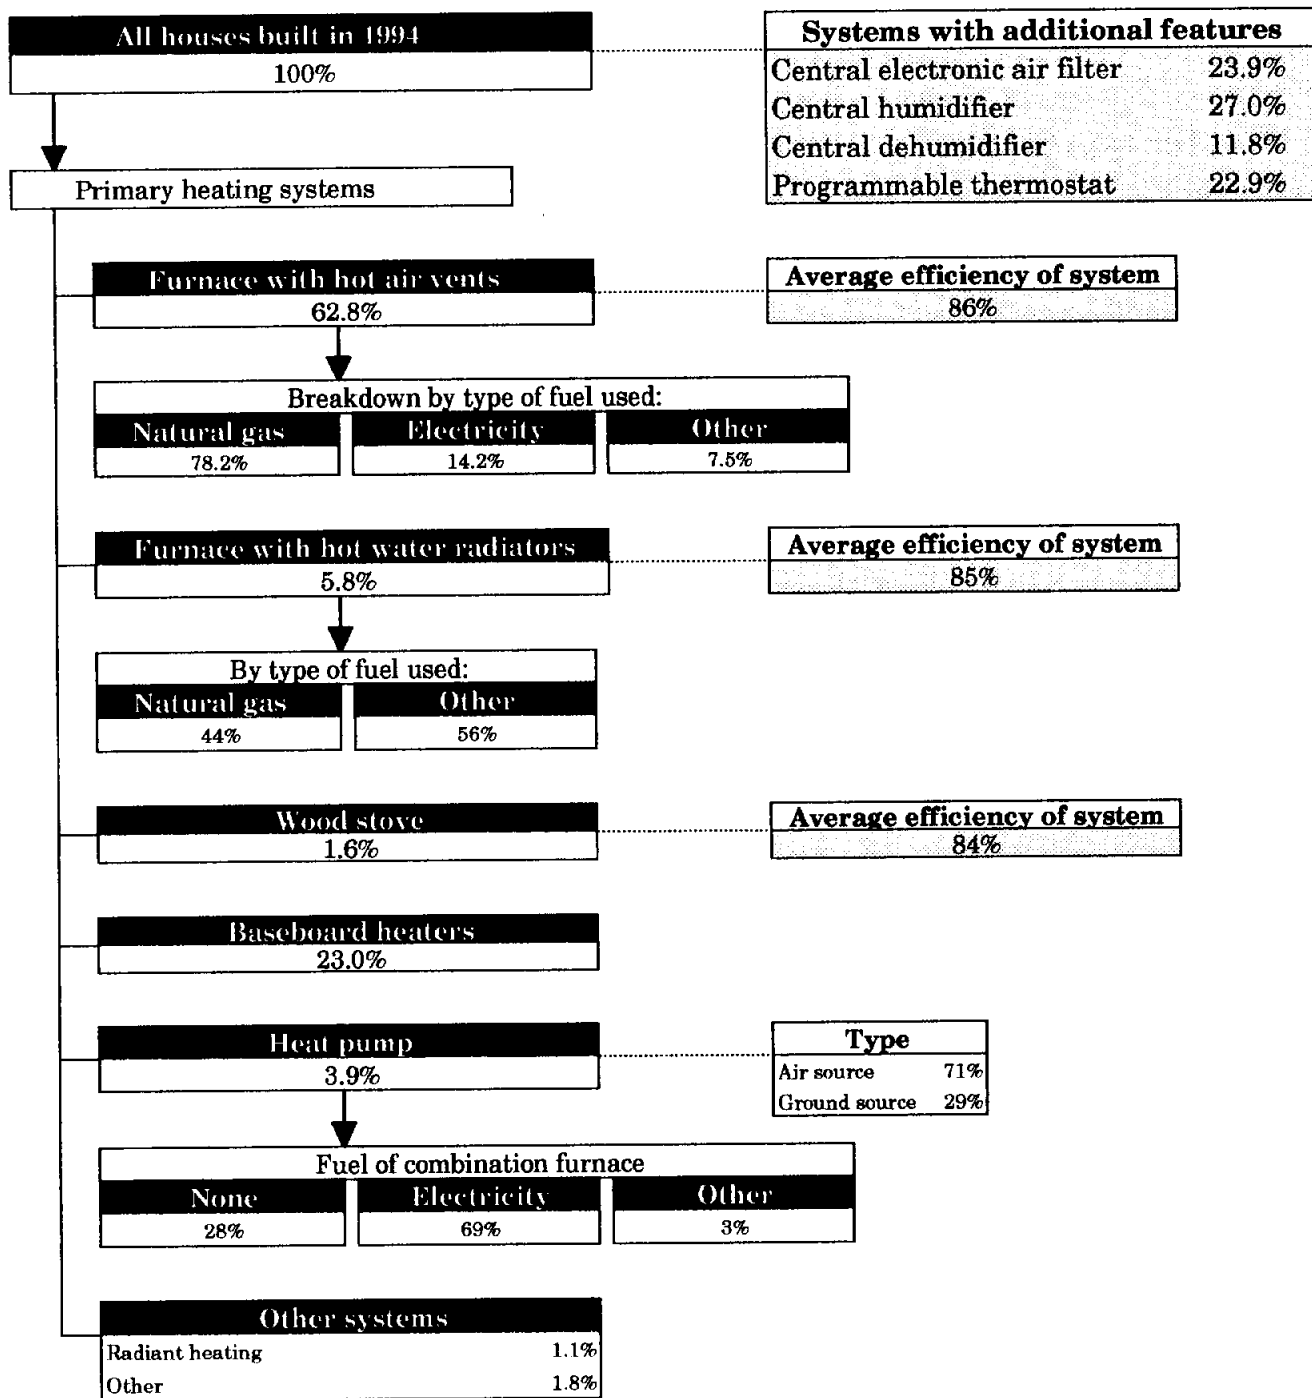 All houses built in 1994
100%
Systems with additional features
Central electronic air filter 23.9%
Central humidifier 27.0%
Central dehumidifier 11.8%
Programmable thermostat 22.9%
Primary heating systems
Furnace with hot air vents
62.8%
Average efficiency of system
86%
Breakdown by type of fuel used:
Natural gas Electricity Other
78.2% 14.2% 7.5%
Furnace with hot water radiators
5.8%
Average efficiency of system
85%
By type of fuel used:
Natural gas Other
44% 56%
Wood stove
1.6%
Average efficiency of system
84%
Baseboard heaters
23.0%
Heat pump
3.9%
Type
Air source 71%
Ground source 29%
Fuel of combination furnace
None Electricity Other
28% 69% 3%
Other systems
Radiant heating 1.1%
Other 1.8%